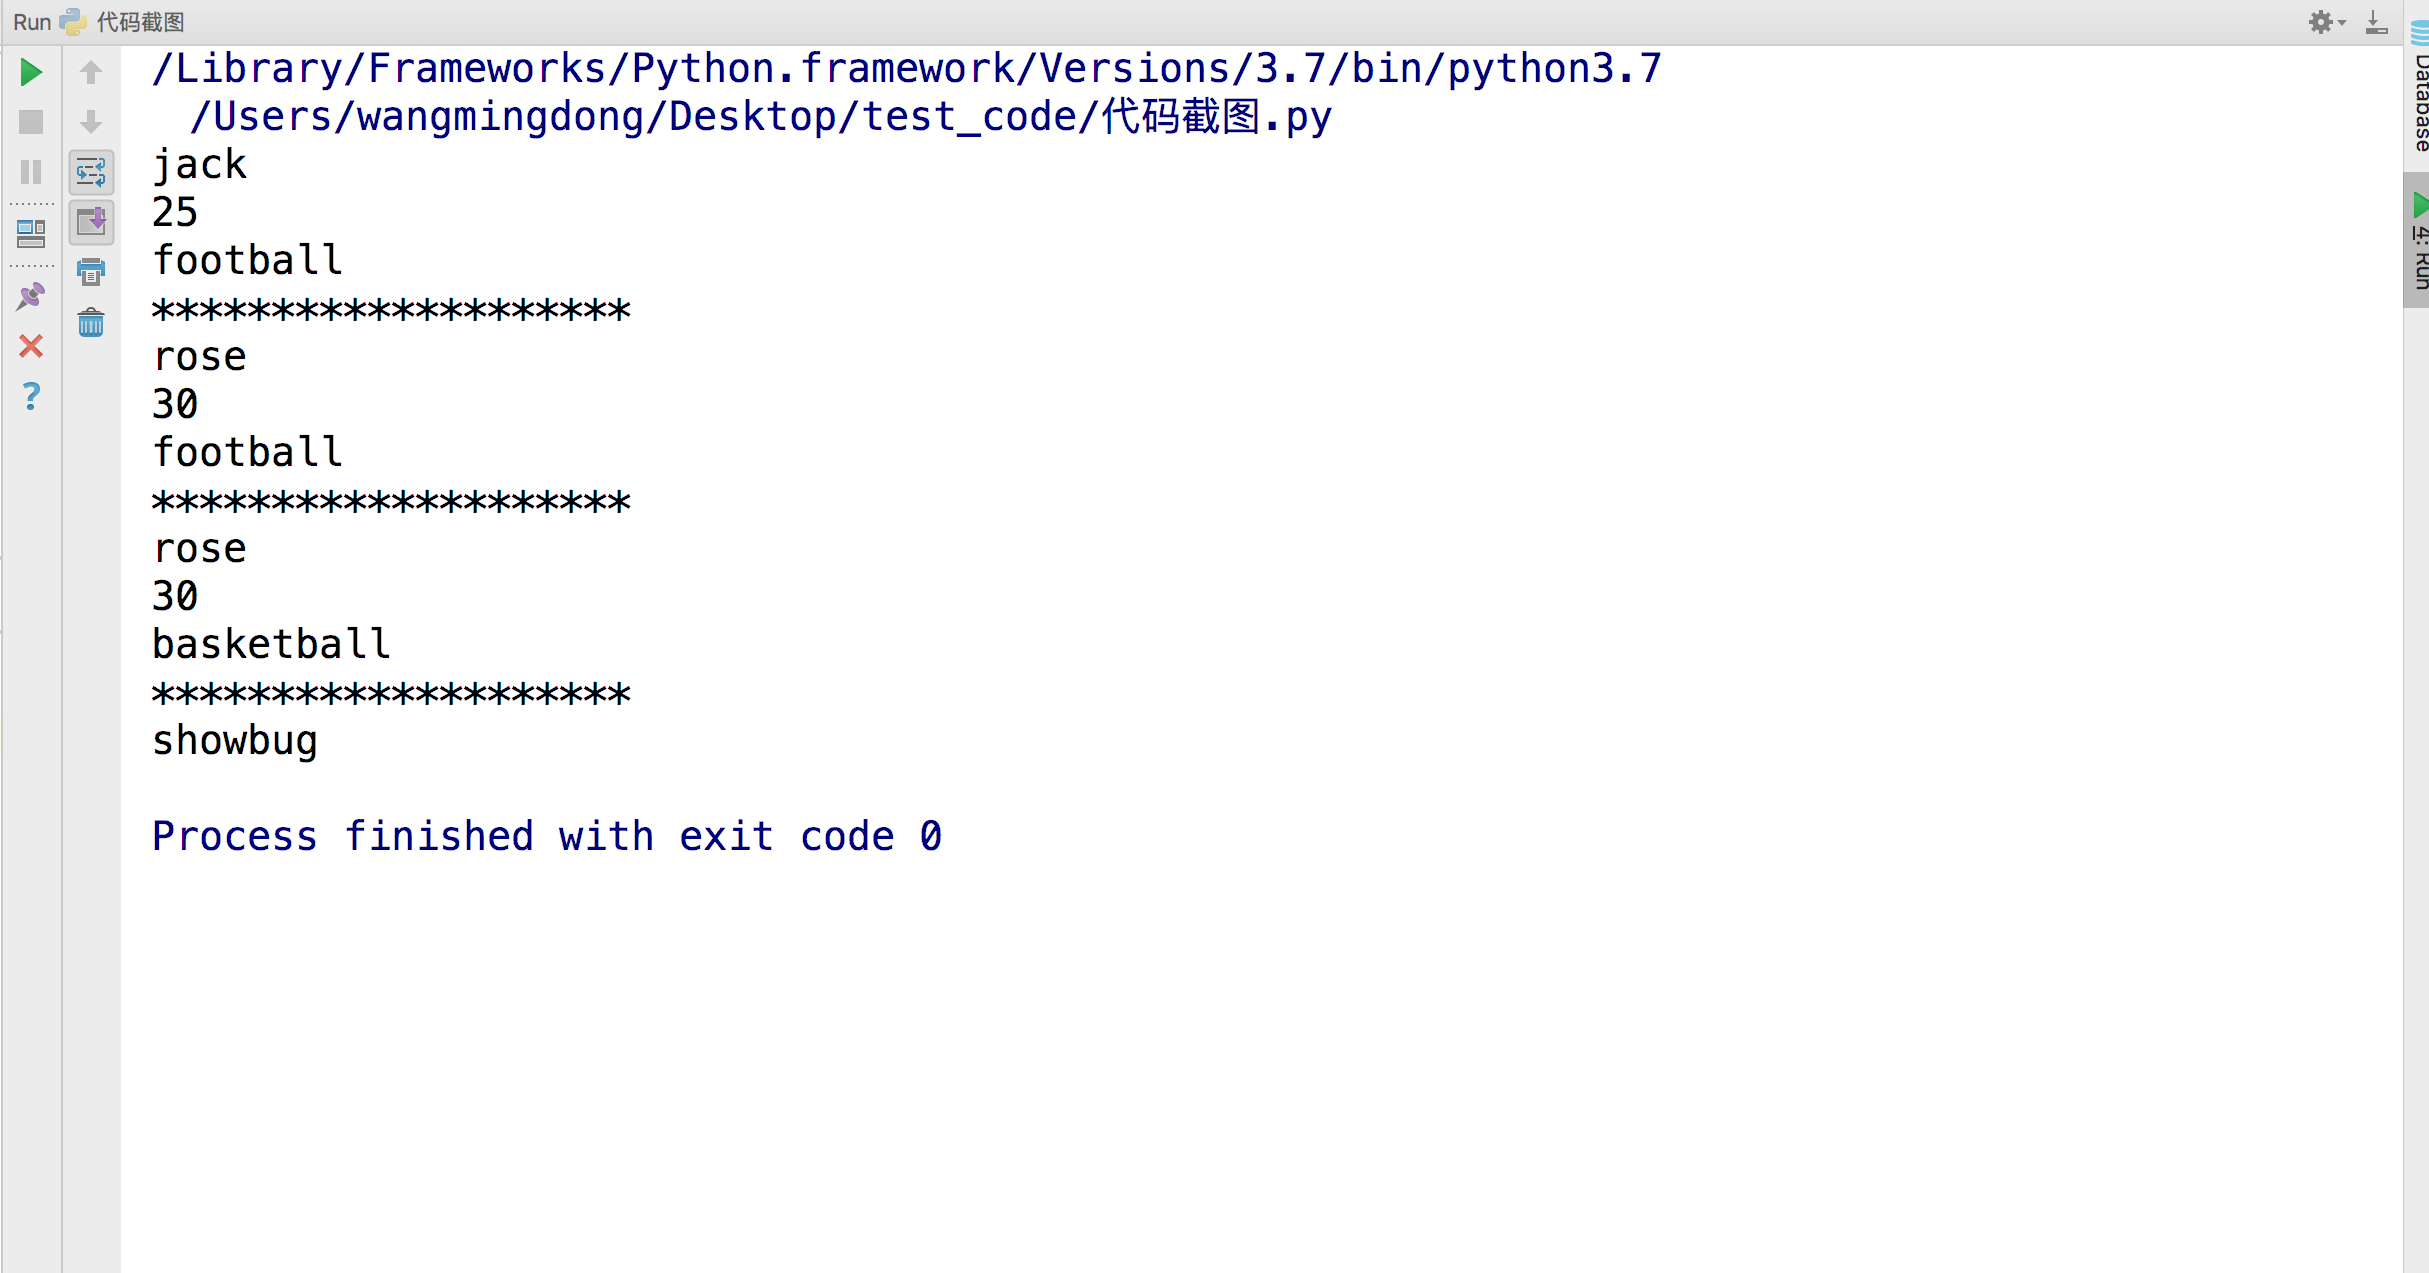 Run 代码截图
/Library/Frameworks/Python.framework/Versions/3.7/bin/python3.7
/Users/wangmingdong/Desktop/test_code/代码截图.py
jack
25
football
********************
rose
30
football
********************
rose
30
basketball
********************
showbug
Process finished with exit code 0
Database
4: Run